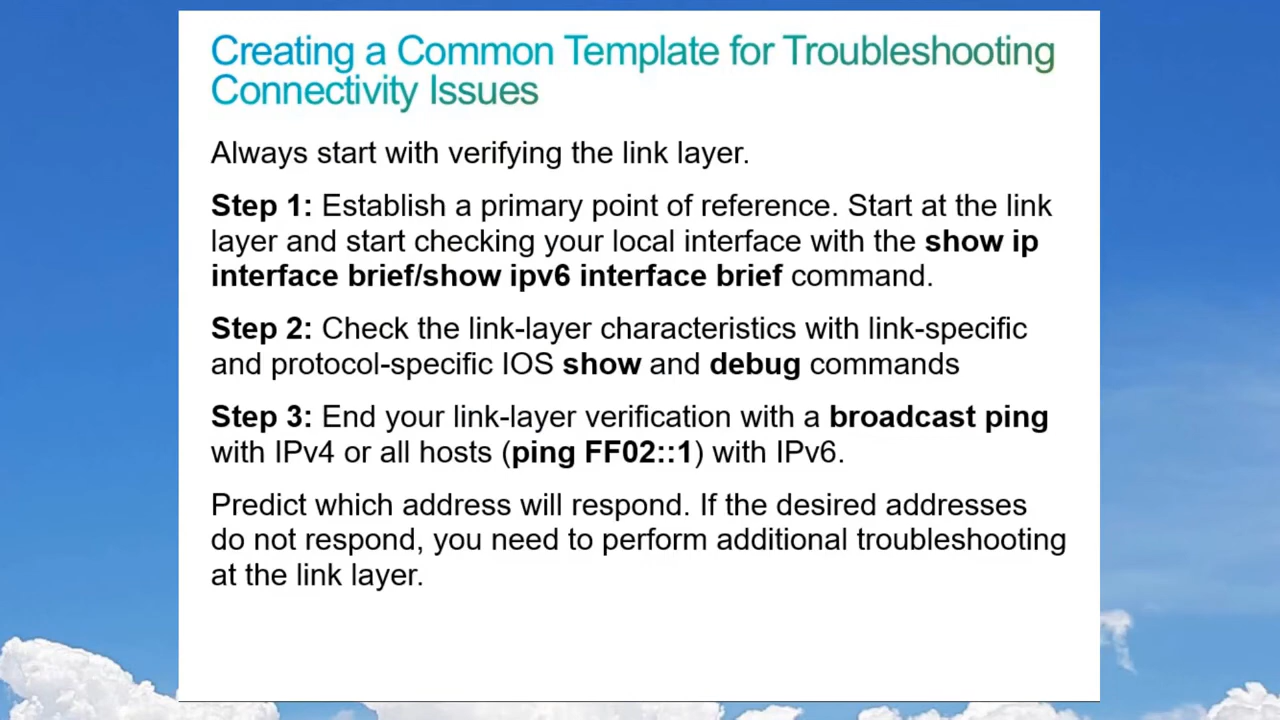 Creating a Common Template for Troubleshooting
Connectivity Issues
Always start with verifying the link layer.
Step 1: Establish a primary point of reference. Start at the link
layer and start checking your local interface with the show ip
interface brief/show ipv6 interface brief command.
Step 2: Check the link-layer characteristics with link-specific
and protocol-specific IOS show and debug commands
Step 3: End your link-layer verification with a broadcast ping
with IPv4 or all hosts (ping FF02::1) with IPv6.
Predict which address will respond. If the desired addresses
do not respond, you need to perform additional troubleshooting
at the link layer.